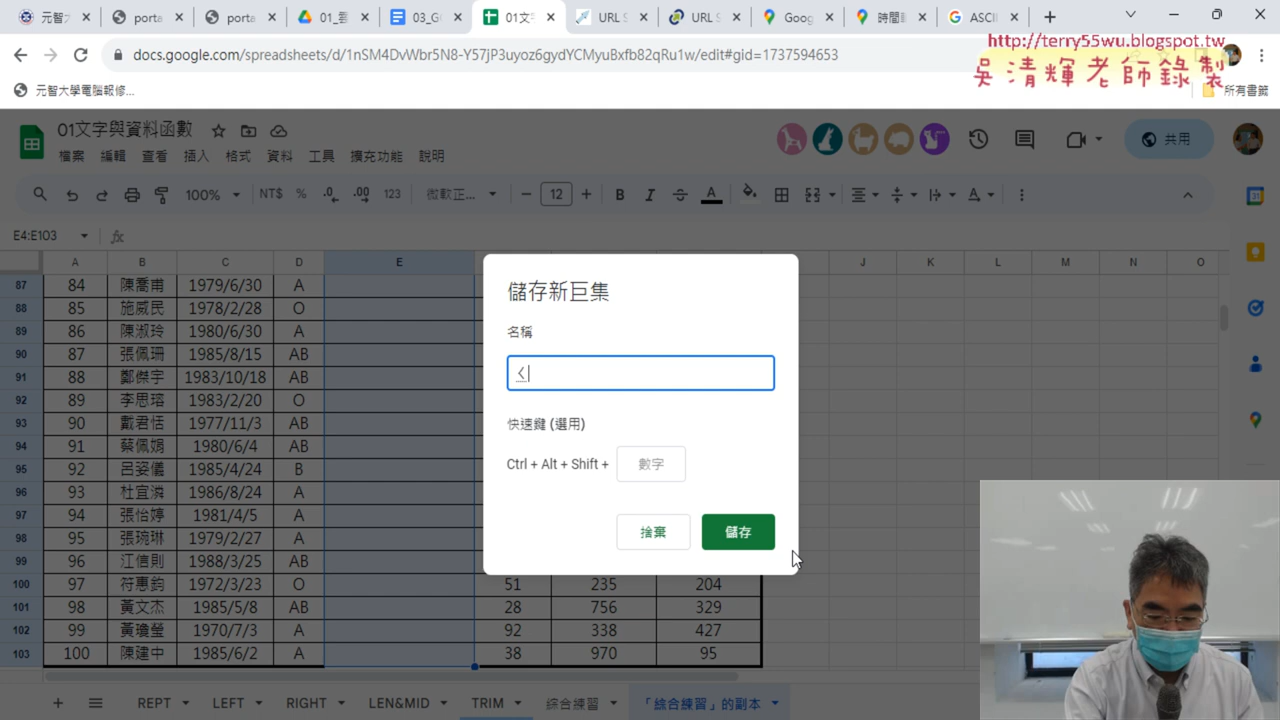 元智大
porta
porta
01_雲
03_G
01文字
URL S
URL S
Goog
時間
ASCII
docs.google.com/spreadsheets/d/1nSM4DvWbr5N8-Y57jP3uyoz6gydYCMyuBxfb82qRu1w/edit#gid=1737594653
http://terry55wu.blogspot.tw
吳清輝老師錄製
元智大學電腦報修...
所有書籤
01文字與資料函數
檔案 編輯 查看 插入 格式 資料 工具 擴充功能 說明
共用
100% NT$ % .0 .00 123 微軟正... 12 B I A
E4:E103 fx
A B C D E J K L M N O
87 84 陳喬甫 1979/6/30 A
88 85 施威民 1978/2/28 O
89 86 陳淑玲 1980/6/30 A
90 87 張佩珊 1985/8/15 AB
91 88 鄭傑宇 1983/10/18 AB
92 89 李思瑢 1983/2/20 O
93 90 戴君恬 1977/11/3 AB
94 91 蔡佩娟 1980/6/4 AB
95 92 呂姿儀 1985/4/24 B
96 93 杜宜潾 1986/8/24 A
97 94 張怡婷 1981/4/5 A
98 95 張琬琳 1979/2/27 A
99 96 江信則 1988/3/25 AB
100 97 符惠鈞 1972/3/23 O 51 235 204
101 98 黃文杰 1985/5/8 AB 28 756 329
102 99 黃瓊瑩 1970/7/3 A 92 338 427
103 100 陳建中 1985/6/2 A 38 970 95
儲存新巨集
名稱
ㄑ
快速鍵 (選用)
Ctrl + Alt + Shift + 數字
捨棄 儲存
REPT LEFT RIGHT LEN&MID TRIM 綜合練習 「綜合練習」的副本